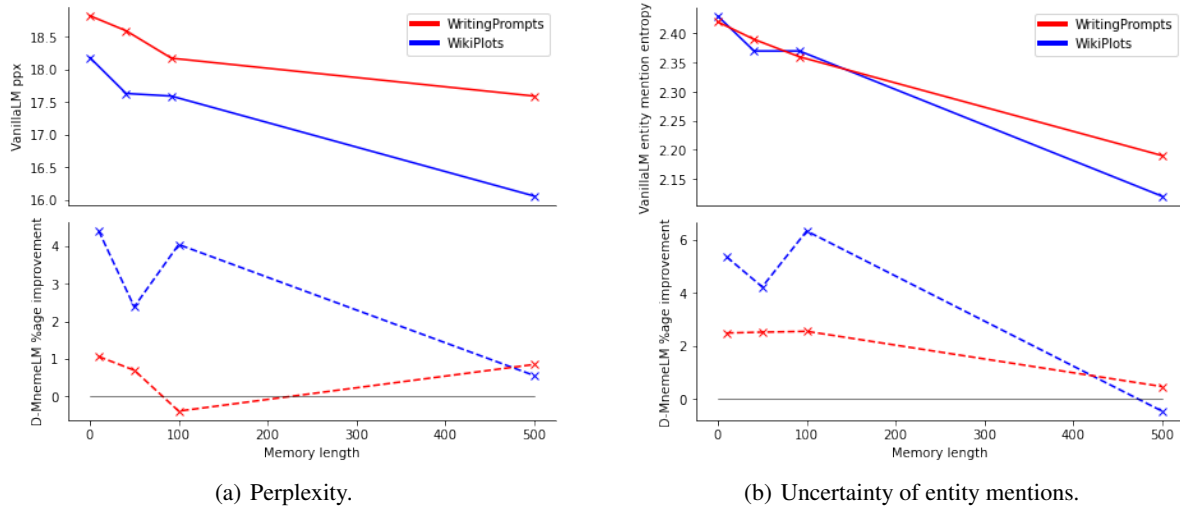 VanillaLM ppx
18.5
18.0
17.5
17.0
16.5
16.0
WritingPrompts
WikiPlots
D-MnemeLM %age improvement
4
3
2
1
0
0
100
200
300
400
500
Memory length
(a) Perplexity.
VanillaLM entity mention entropy
2.40
2.35
2.30
2.25
2.20
2.15
WritingPrompts
WikiPlots
D-MnemeLM %age improvement
6
4
2
0
0
100
200
300
400
500
Memory length
(b) Uncertainty of entity mentions.